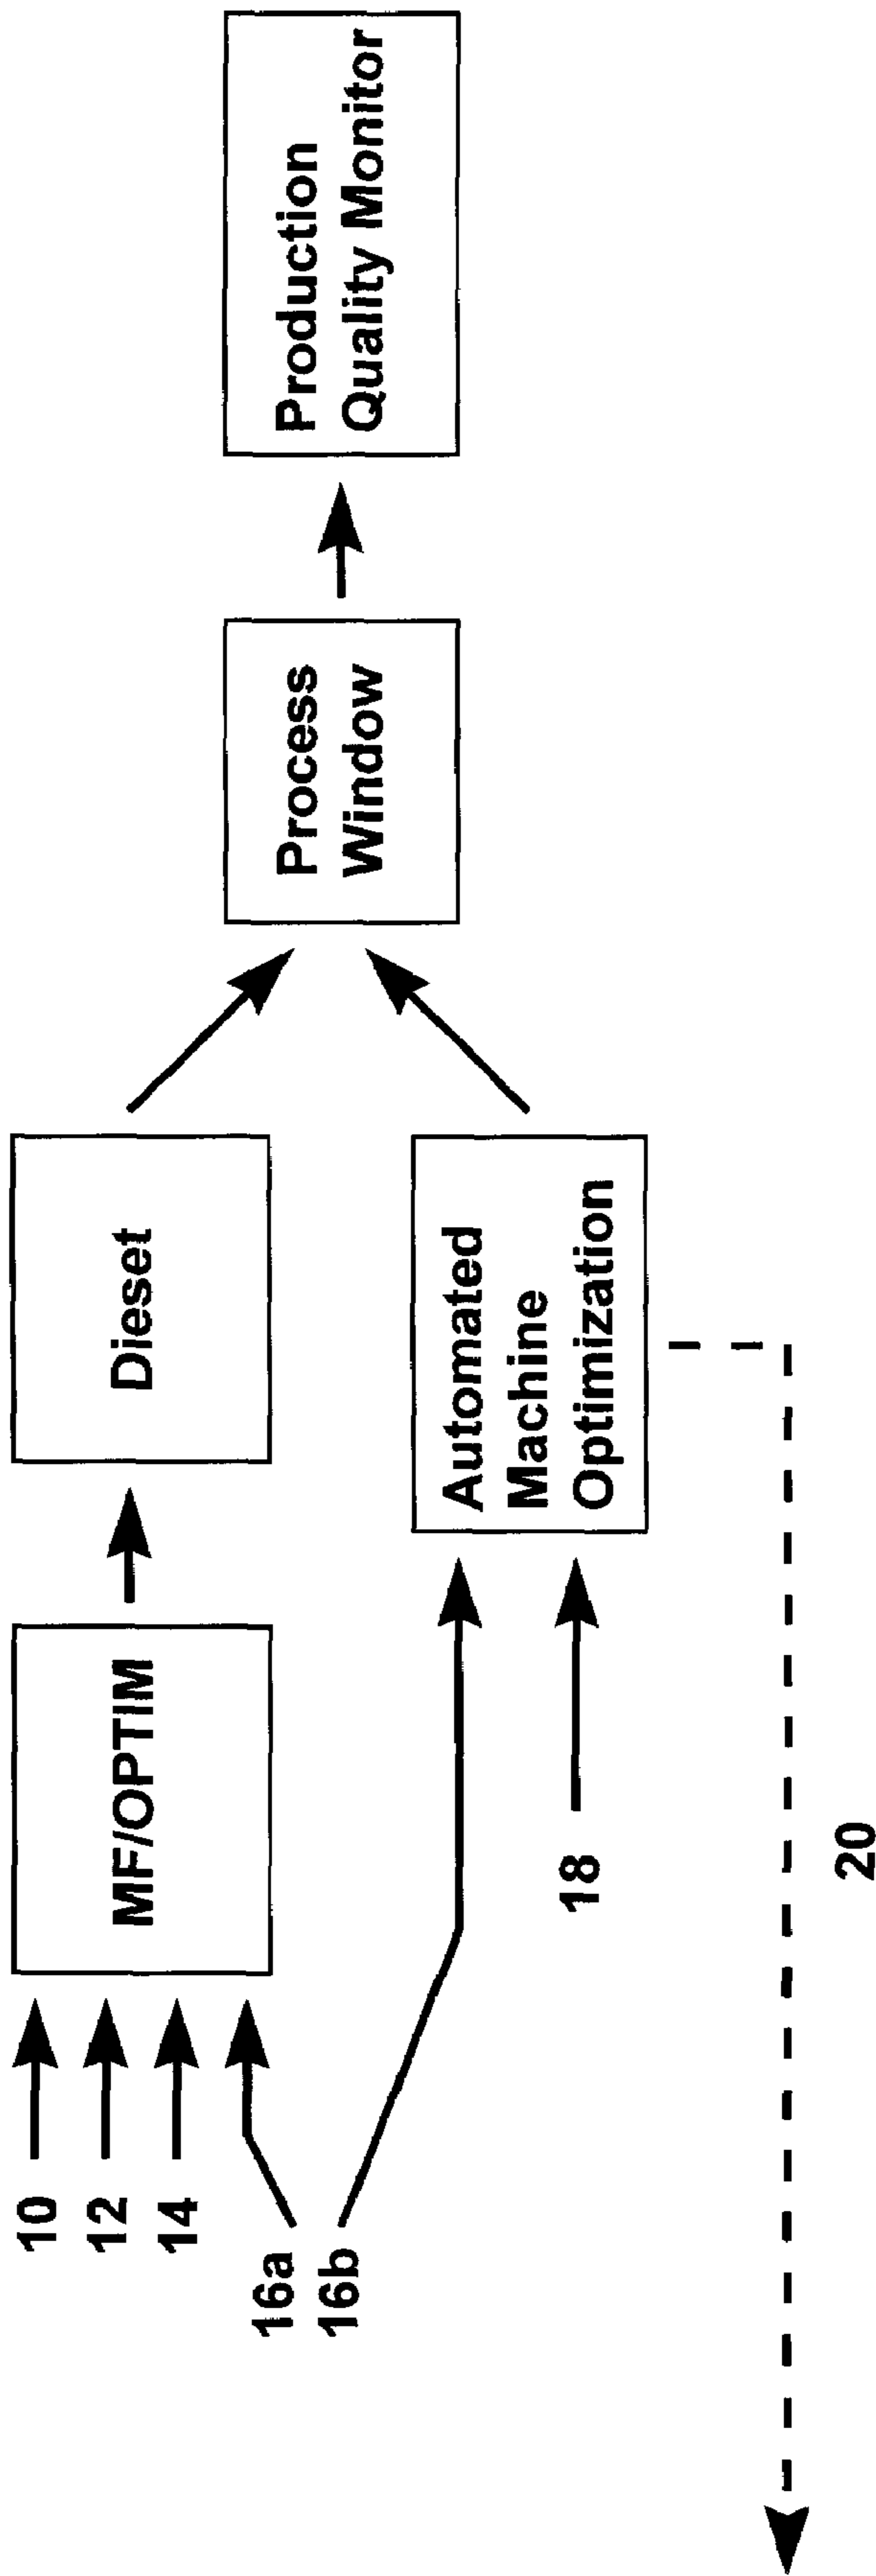 10
12
14
16a
16b
MF/OPTIM
Dieset
18
Automated
Machine
Optimization
Process
Window
Production
Quality Monitor
20